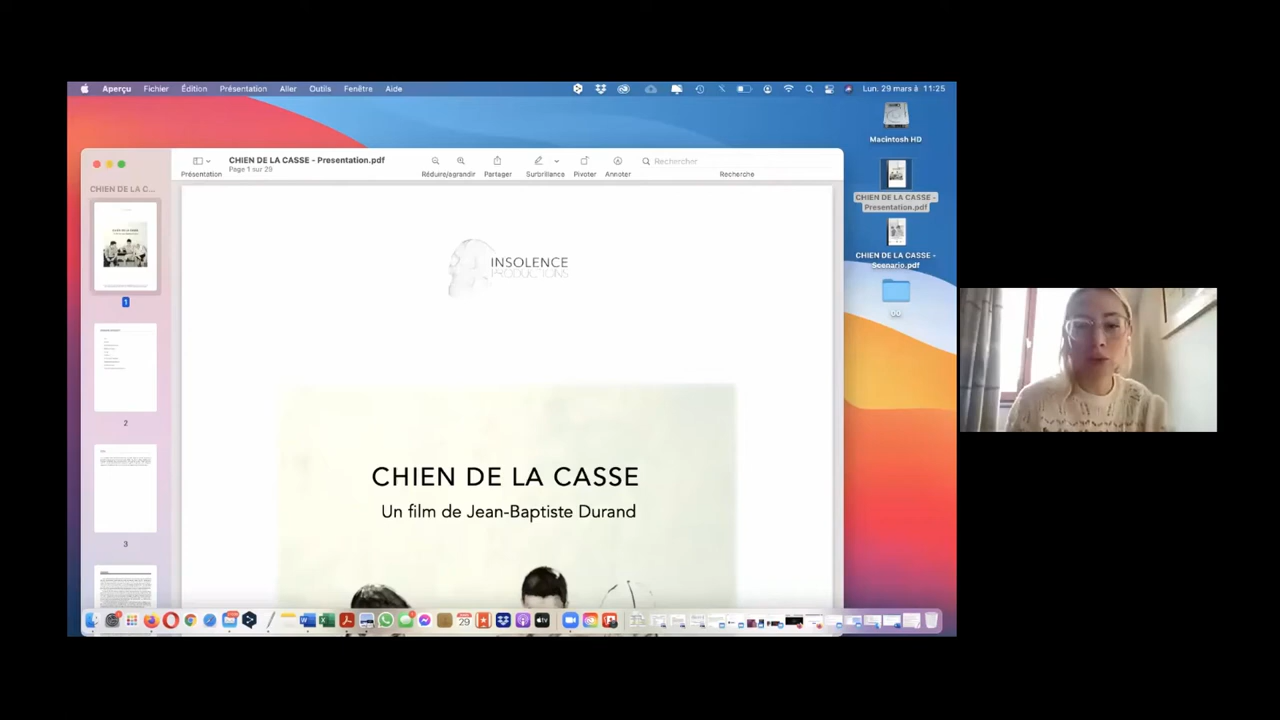 Aperçu Fichier Édition Présentation Aller Outils Fenêtre Aide Lun. 29 mars à 11:25
Macintosh HD
CHIEN DE LA CASSE - Presentation.pdf
Page 1 sur 29
Présentation Réduire/agrandir Partager Surbrillance Pivoter Annoter Rechercher Recherche
CHIEN DE LA C...
1
2
3
CHIEN DE LA CASSE -
Presentation.pdf
CHIEN DE LA CASSE -
Scenario.pdf
INSOLENCE
PRODUCTIONS
CHIEN DE LA CASSE
Un film de Jean-Baptiste Durand